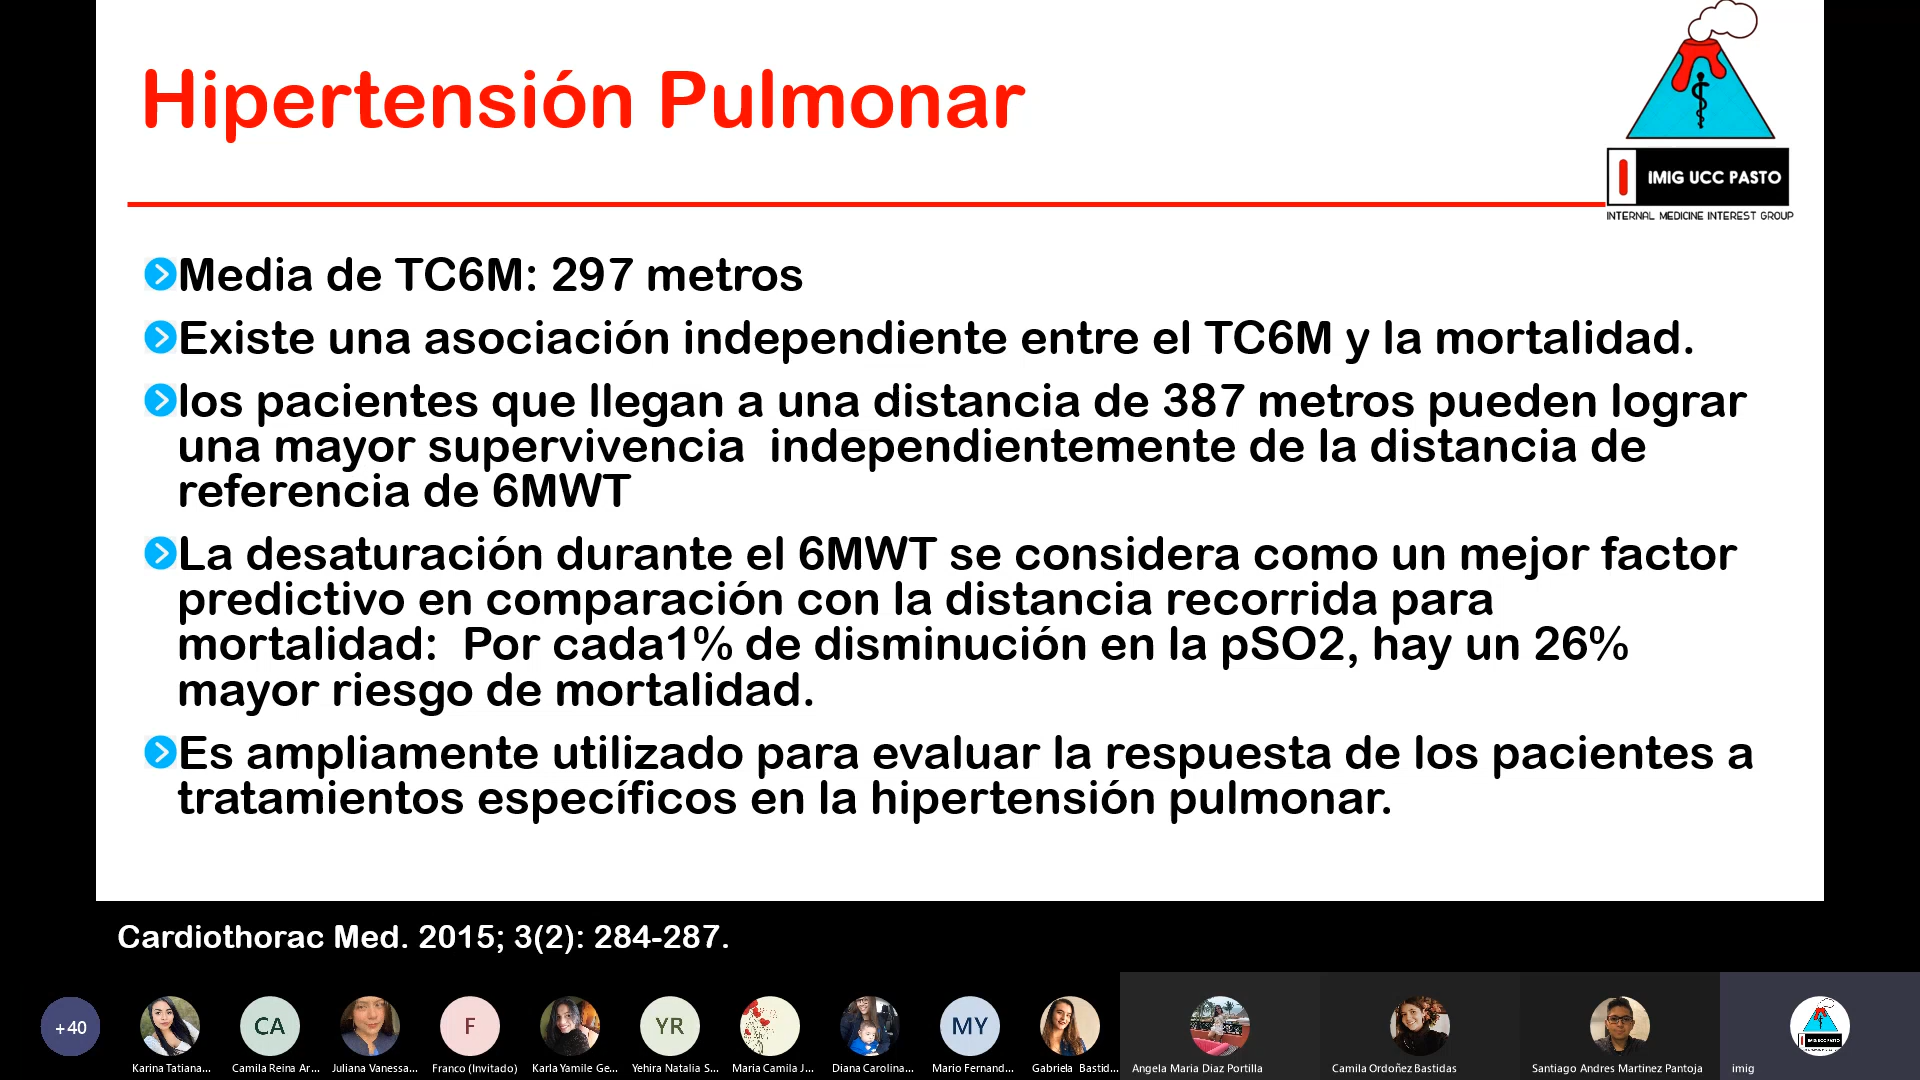 Hipertensión Pulmonar
IMIG UCC PASTO
INTERNAL MEDICINE INTEREST GROUP
Media de TC6M: 297 metros
Existe una asociación independiente entre el TC6M y la mortalidad.
los pacientes que llegan a una distancia de 387 metros pueden lograr
una mayor supervivencia  independientemente de la distancia de
referencia de 6MWT
La desaturación durante el 6MWT se considera como un mejor factor
predictivo en comparación con la distancia recorrida para
mortalidad:  Por cada1% de disminución en la pSO2, hay un 26%
mayor riesgo de mortalidad.
Es ampliamente utilizado para evaluar la respuesta de los pacientes a
tratamientos específicos en la hipertensión pulmonar.
Cardiothorac Med. 2015; 3(2): 284-287.
+40
CA
F
YR
MY
Karina Tatiana...
Camila Reina Ar...
Juliana Vanessa...
Franco (Invitado)
Karla Yamile Ge...
Yehira Natalia S...
Maria Camila J...
Diana Carolina...
Mario Fernand...
Gabriela Bastid...
Angela Maria Diaz Portilla
Camila Ordoñez Bastidas
Santiago Andres Martinez Pantoja
imig